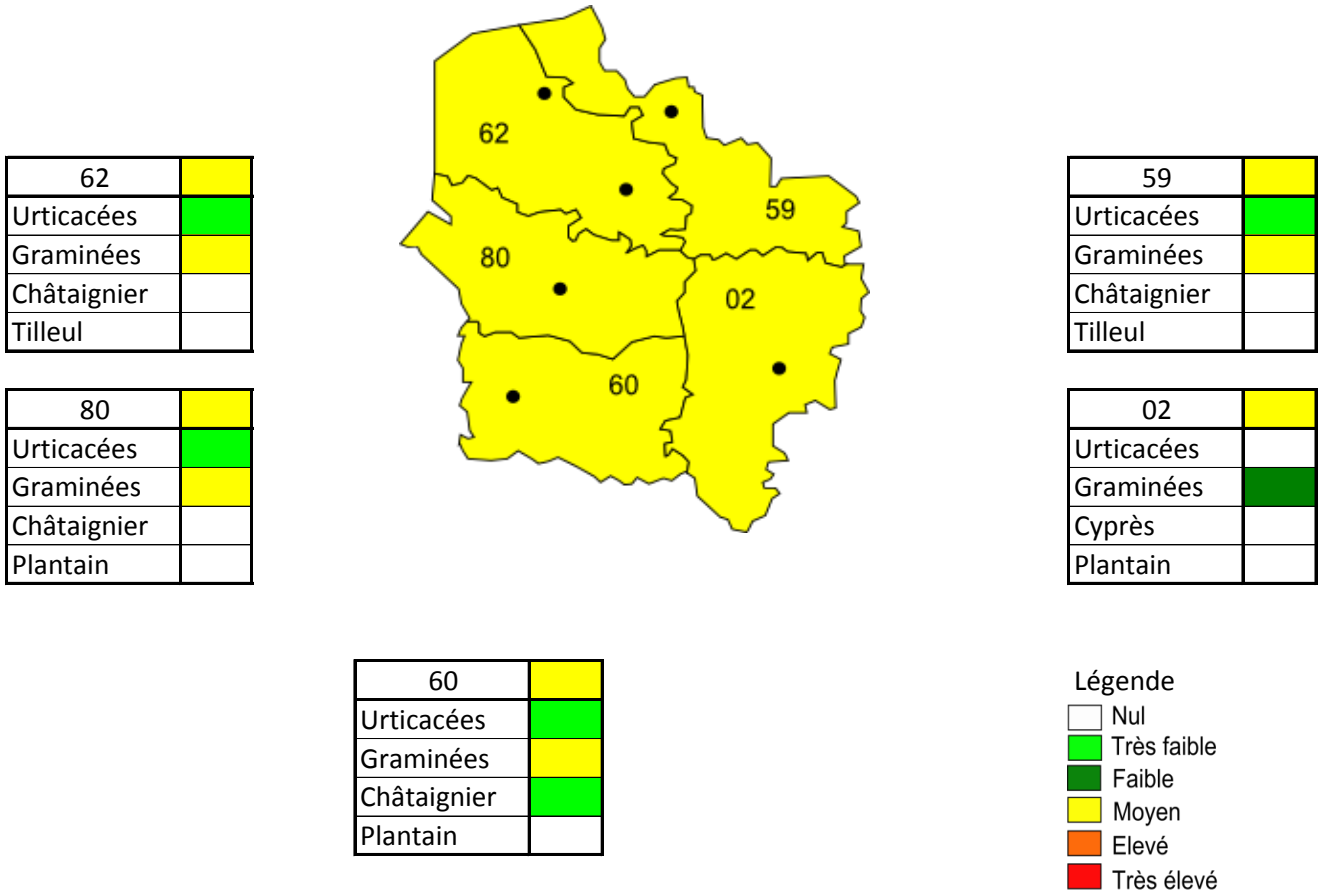 62
59
80
02
60
62
Urticacées
Graminées
Châtaignier
Tilleul
59
Urticacées
Graminées
Châtaignier
Tilleul
80
Urticacées
Graminées
Châtaignier
Plantain
02
Urticacées
Graminées
Cyprès
Plantain
60
Urticacées
Graminées
Châtaignier
Plantain
Légende
Nul
Très faible
Faible
Moyen
Elevé
Très élevé